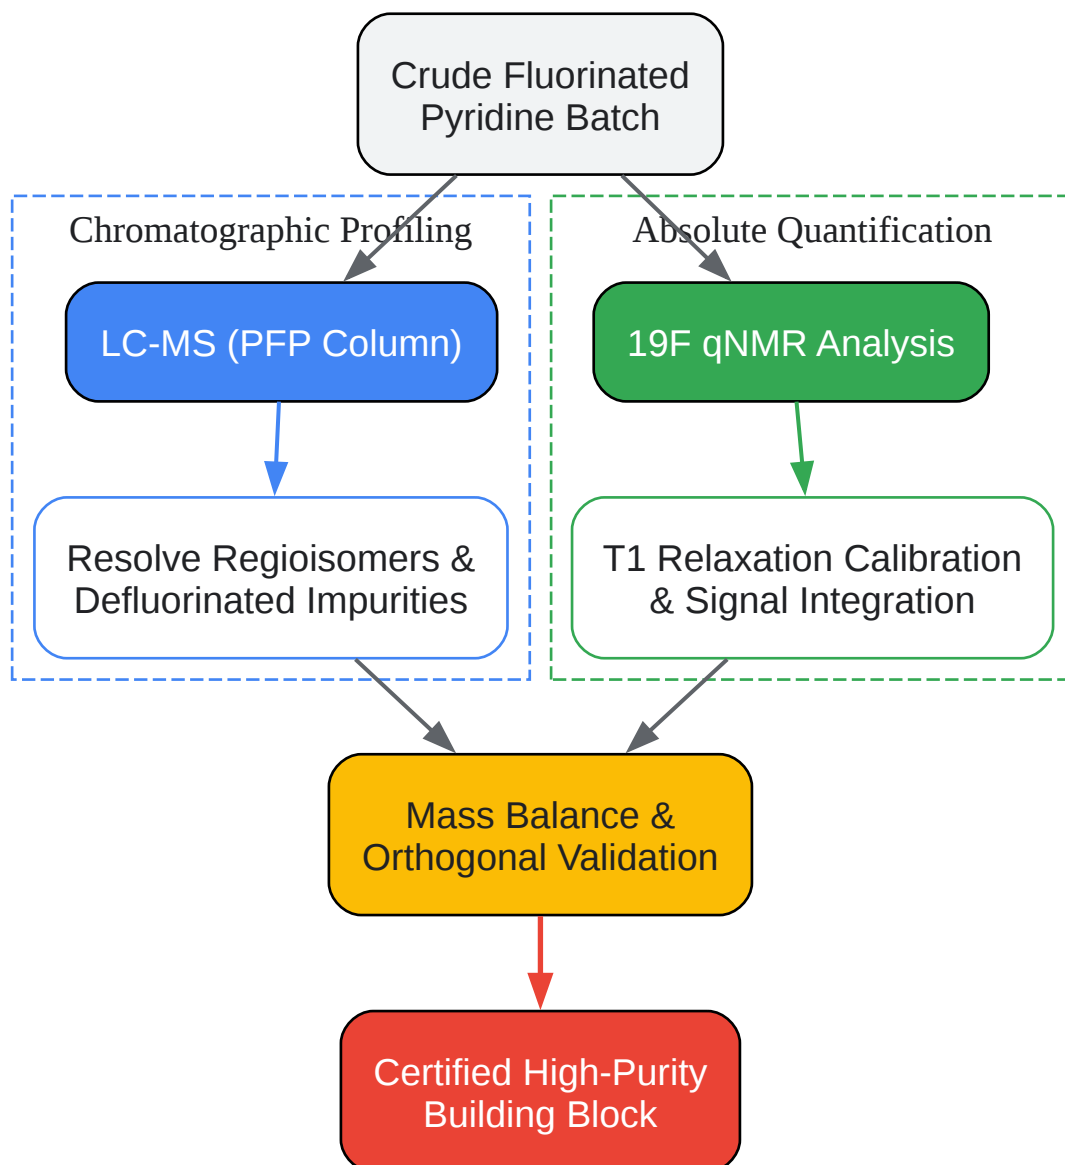 Crude Fluorinated
Pyridine Batch
Chromatographic Profiling
LC-MS (PFP Column)
Resolve Regioisomers &
Defluorinated Impurities
Absolute Quantification
19F qNMR Analysis
T1 Relaxation Calibration
& Signal Integration
Mass Balance &
Orthogonal Validation
Certified High-Purity
Building Block